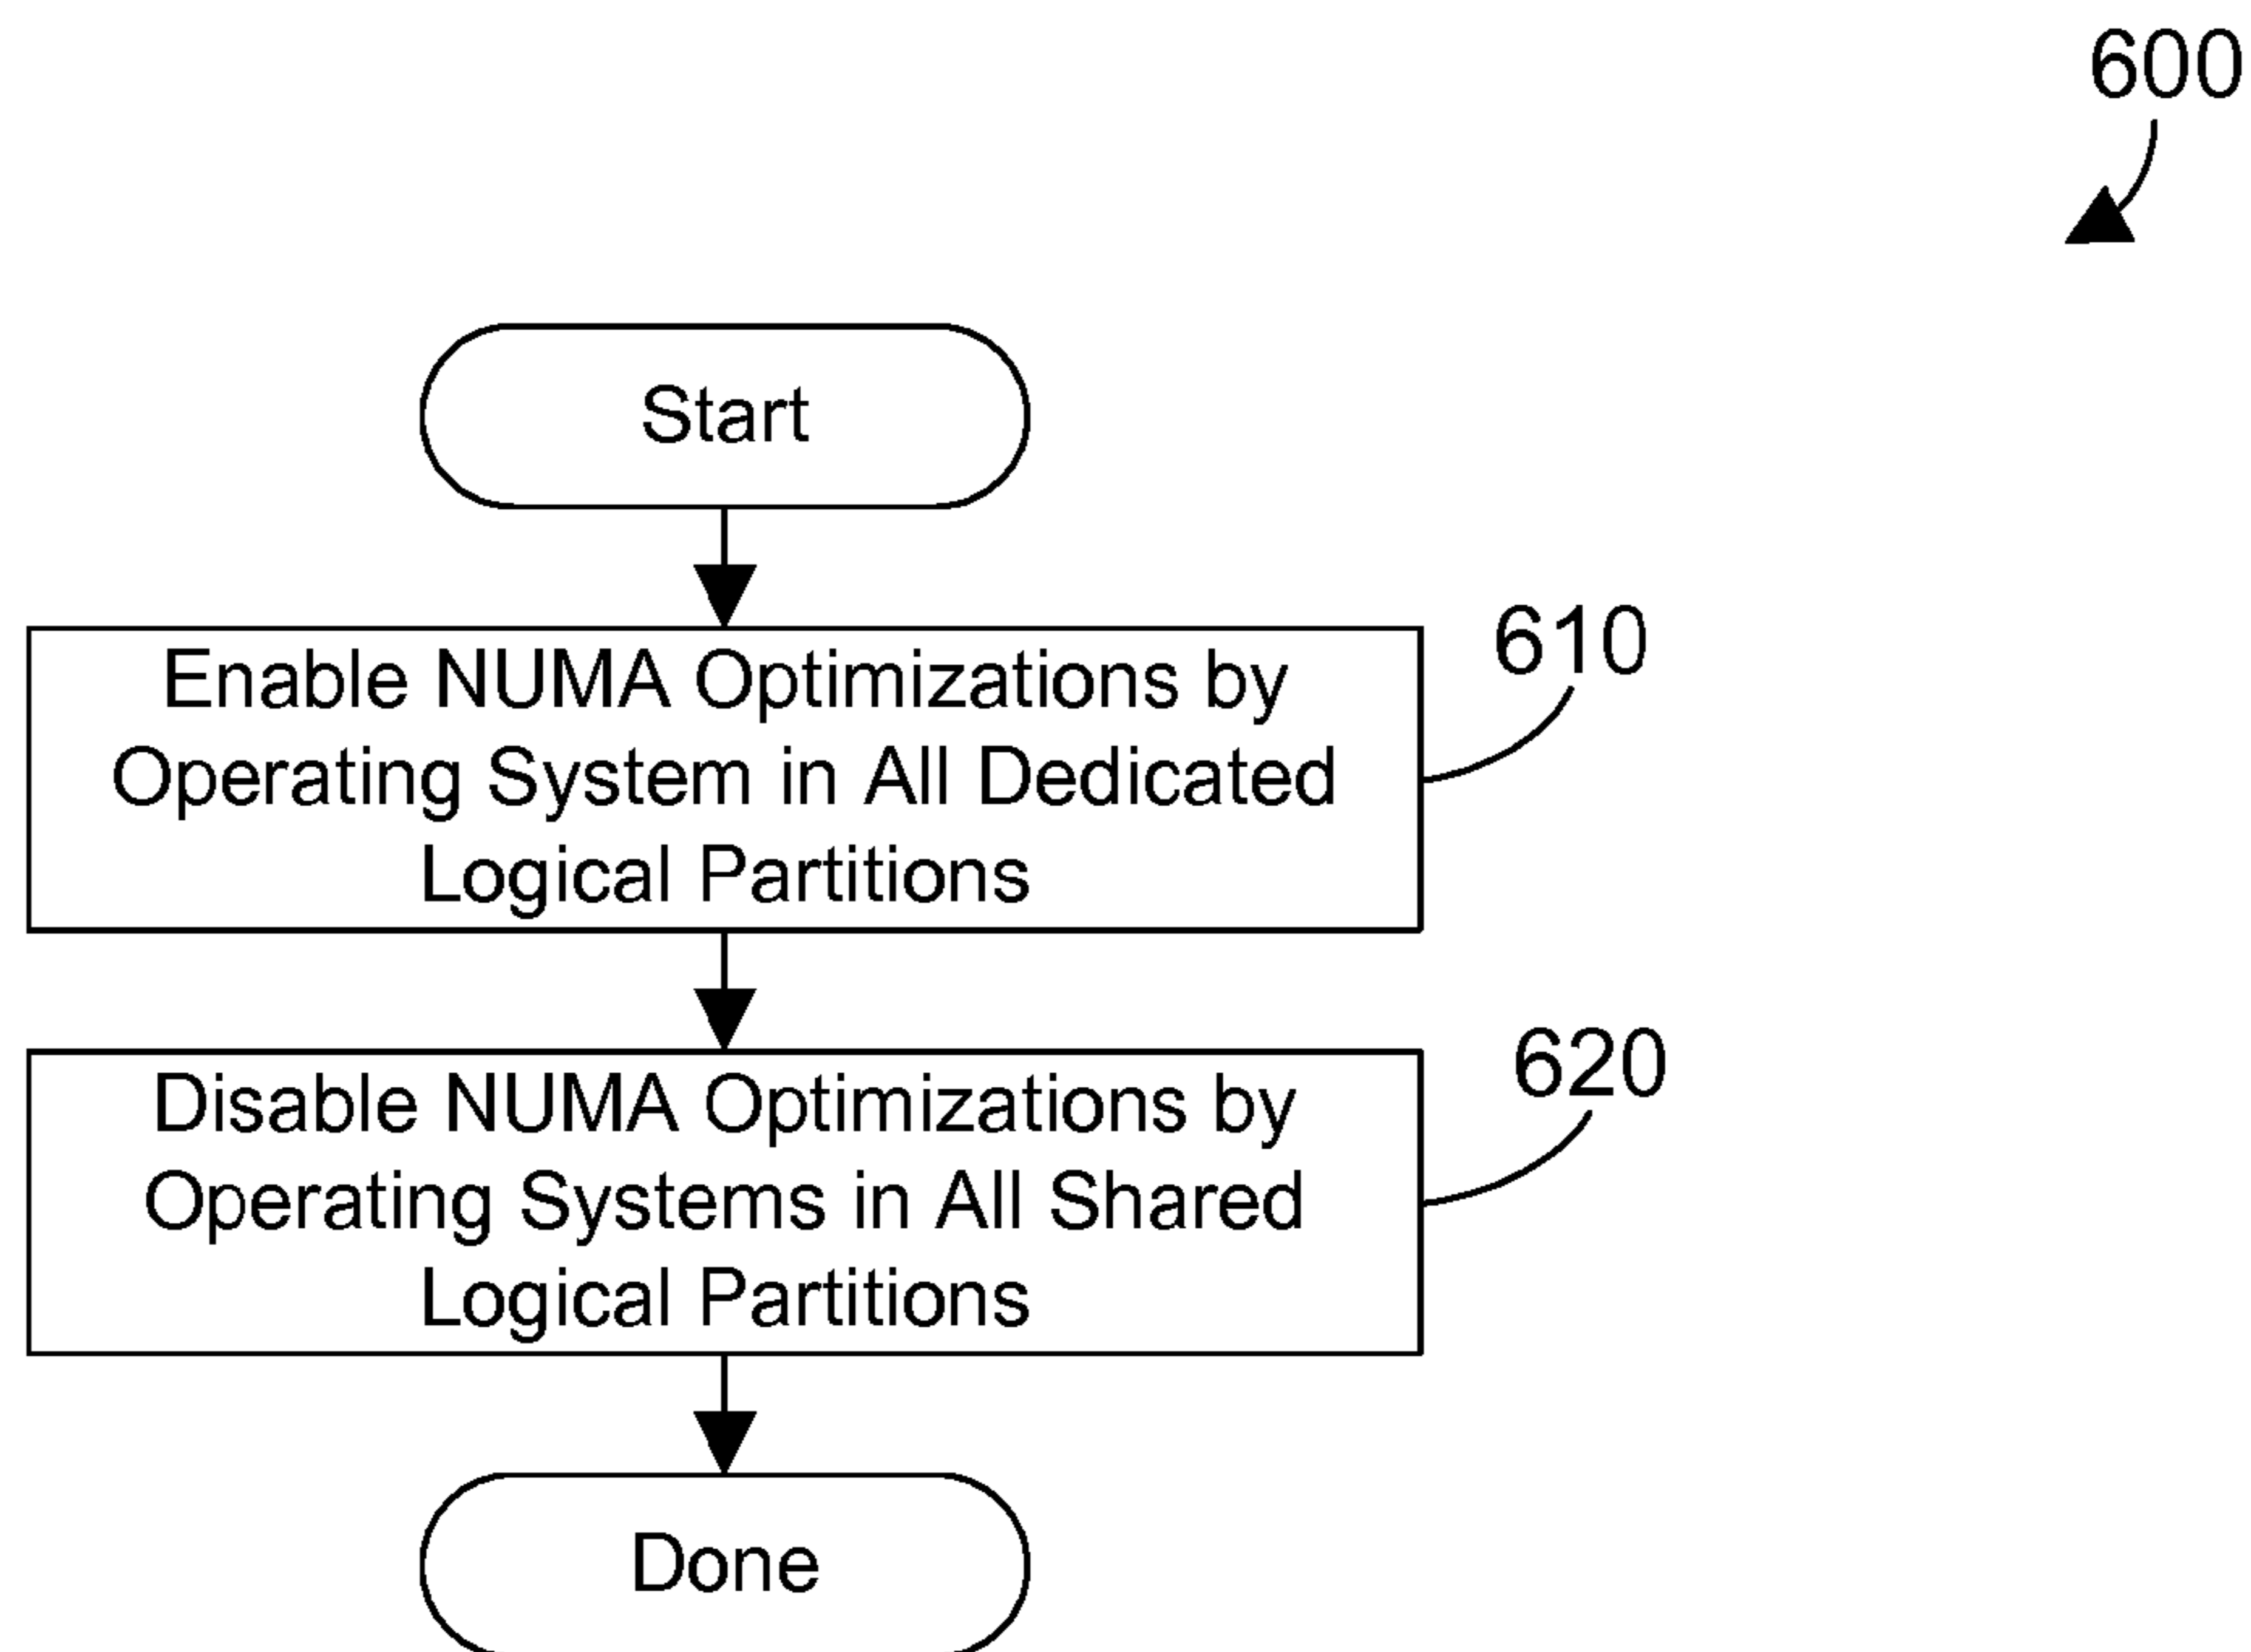 600
Start
Enable NUMA Optimizations by
Operating System in All Dedicated
Logical Partitions
610
Disable NUMA Optimizations by
Operating Systems in All Shared
Logical Partitions
620
Done